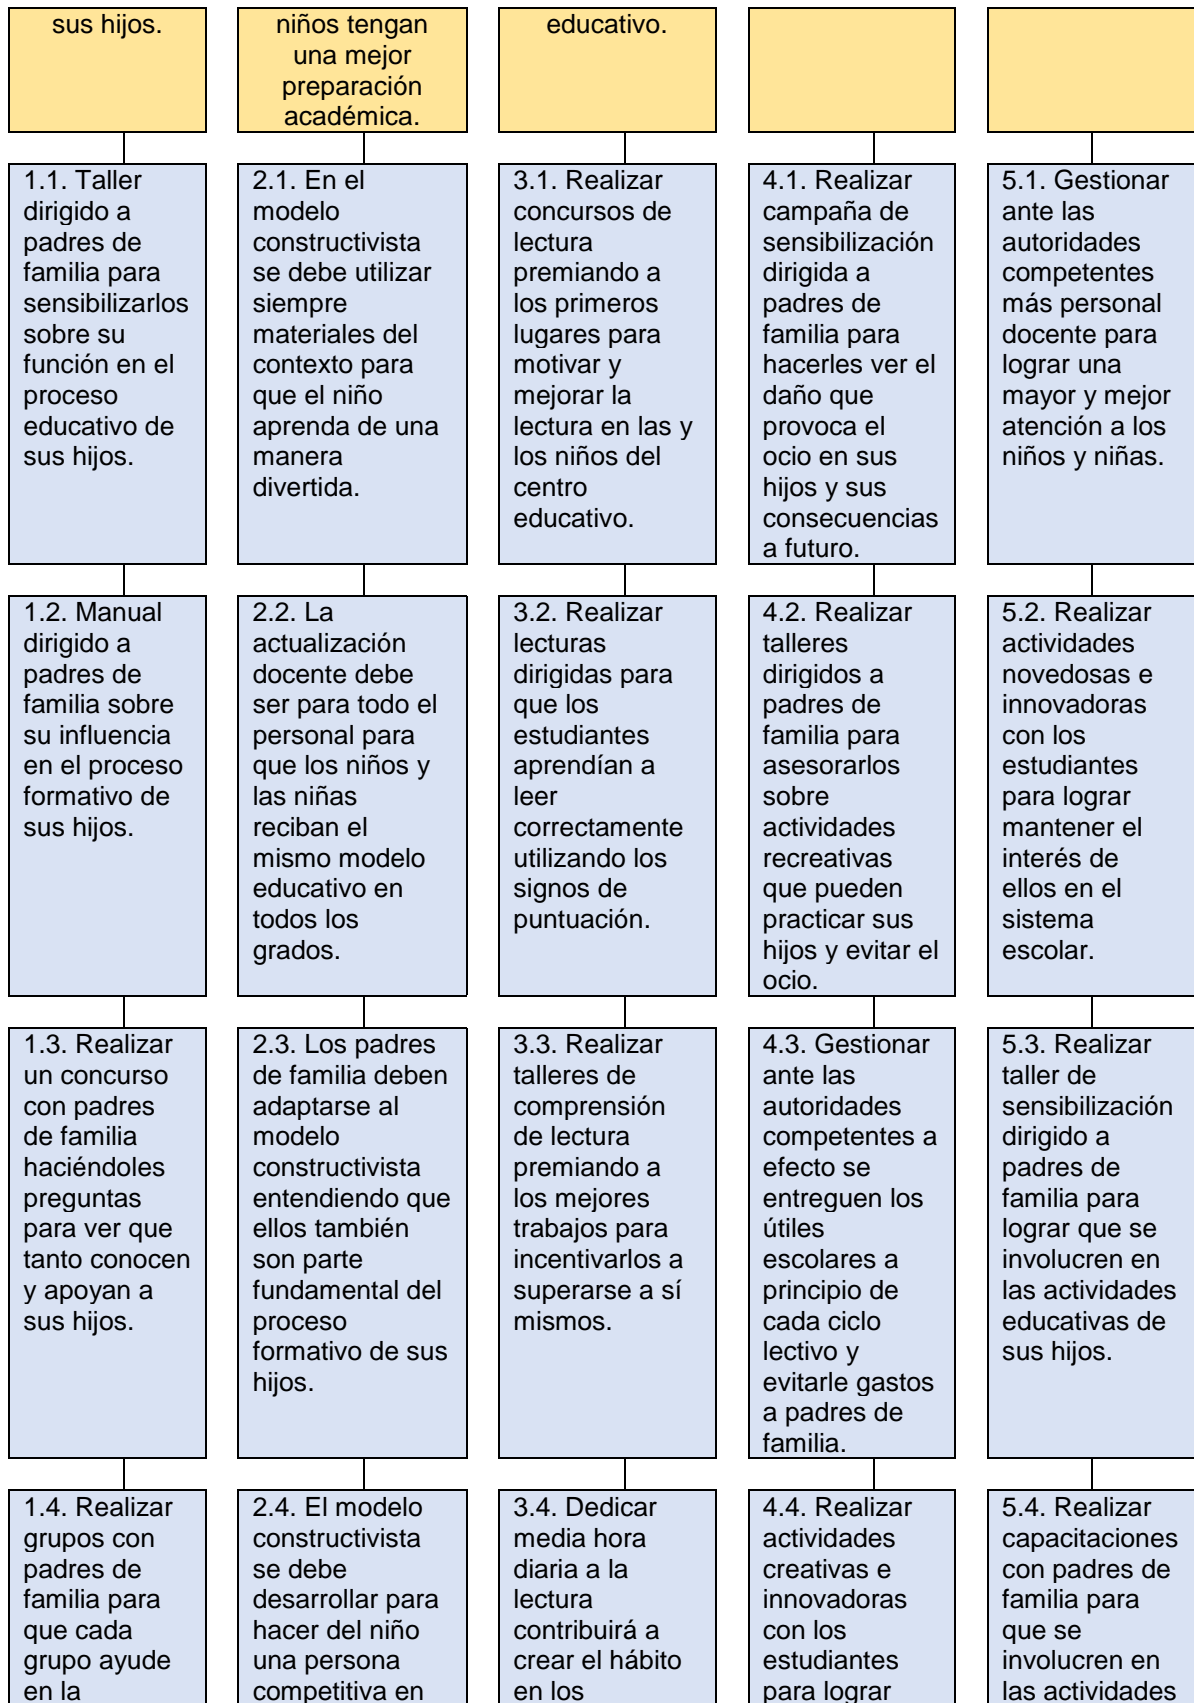 sus hijos.
niños tengan
una mejor
preparación
académica.
educativo.
1.1. Taller
dirigido a
padres de
familia para
sensibilizarlos
sobre su
función en el
proceso
educativo de
sus hijos.
2.1. En el
modelo
constructivista
se debe utilizar
siempre
materiales del
contexto para
que el niño
aprenda de una
manera
divertida.
3.1. Realizar
concursos de
lectura
premiando a
los primeros
lugares para
motivar y
mejorar la
lectura en las y
los niños del
centro
educativo.
4.1. Realizar
campaña de
sensibilización
dirigida a
padres de
familia para
hacerles ver el
daño que
provoca el
ocio en sus
hijos y sus
consecuencias
a futuro.
5.1. Gestionar
ante las
autoridades
competentes
más personal
docente para
lograr una
mayor y mejor
atención a los
niños y niñas.
1.2. Manual
dirigido a
padres de
familia sobre
su influencia
en el proceso
formativo de
sus hijos.
2.2. La
actualización
docente debe
ser para todo el
personal para
que los niños y
las niñas
reciban el
mismo modelo
educativo en
todos los
grados.
3.2. Realizar
lecturas
dirigidas para
que los
estudiantes
aprendían a
leer
correctamente
utilizando los
signos de
puntuación.
4.2. Realizar
talleres
dirigidos a
padres de
familia para
asesorarlos
sobre
actividades
recreativas
que pueden
practicar sus
hijos y evitar el
ocio.
5.2. Realizar
actividades
novedosas e
innovadoras
con los
estudiantes
para lograr
mantener el
interés de
ellos en el
sistema
escolar.
1.3. Realizar
un concurso
con padres
de familia
haciéndoles
preguntas
para ver que
tanto conocen
y apoyan a
sus hijos.
2.3. Los padres
de familia deben
adaptarse al
modelo
constructivista
entendiendo que
ellos también
son parte
fundamental del
proceso
formativo de sus
hijos.
3.3. Realizar
talleres de
comprensión
de lectura
premiando a
los mejores
trabajos para
incentivarlos a
superarse a sí
mismos.
4.3. Gestionar
ante las
autoridades
competentes a
efecto se
entreguen los
útiles
escolares a
principio de
cada ciclo
lectivo y
evitarle gastos
a padres de
familia.
5.3. Realizar
taller de
sensibilización
dirigido a
padres de
familia para
lograr que se
involucren en
las actividades
educativas de
sus hijos.
1.4. Realizar
grupos con
padres de
familia para
que cada
grupo ayude
en la
2.4. El modelo
constructivista
se debe
desarrollar para
hacer del niño
una persona
competitiva en
3.4. Dedicar
media hora
diaria a la
lectura
contribuirá a
crear el hábito
en los
4.4. Realizar
actividades
creativas e
innovadoras
con los
estudiantes
para lograr
5.4. Realizar
capacitaciones
con padres de
familia para
que se
involucren en
las actividades